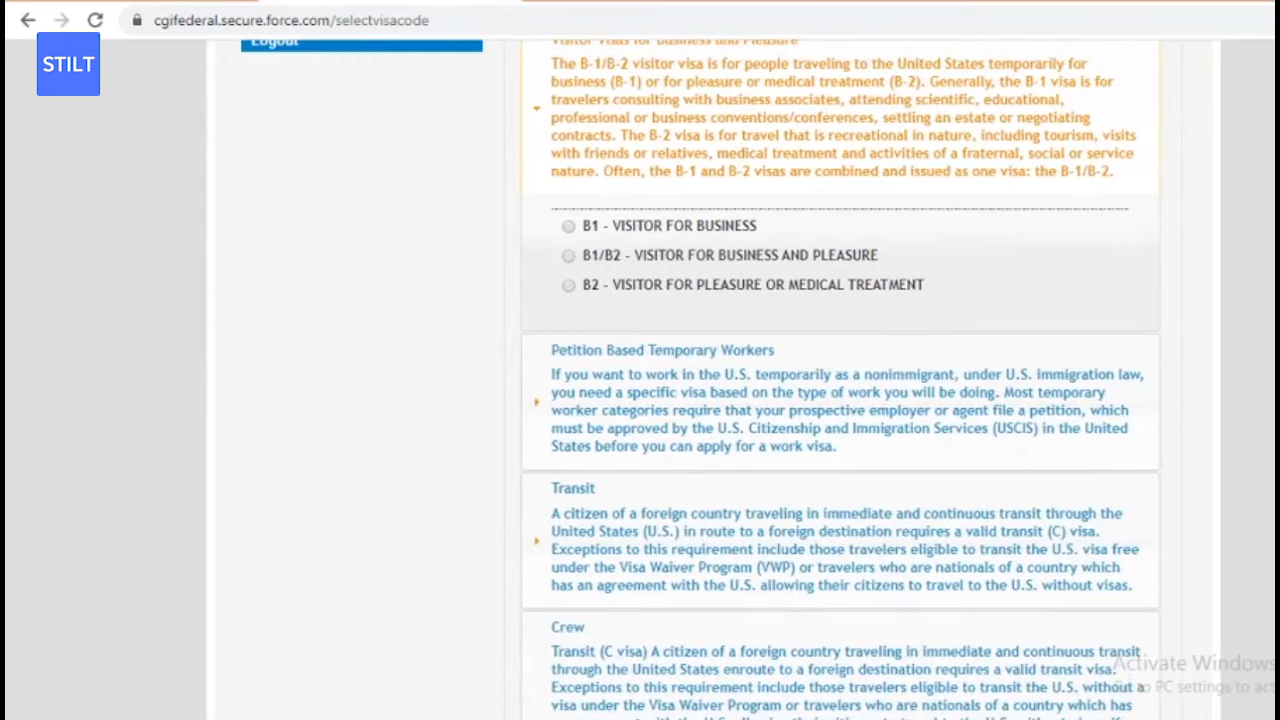 cgifederal.secure.force.com/selectvisacode
STILT
Logout
Visitor Visas for Business and Pleasure
The B-1/B-2 visitor visa is for people traveling to the United States temporarily for
business (B-1) or for pleasure or medical treatment (B-2). Generally, the B-1 visa is for
travelers consulting with business associates, attending scientific, educational,
professional or business conventions/conferences, settling an estate or negotiating
contracts. The B-2 visa is for travel that is recreational in nature, including tourism, visits
with friends or relatives, medical treatment and activities of a fraternal, social or service
nature. Often, the B-1 and B-2 visas are combined and issued as one visa: the B-1/B-2.
B1 - VISITOR FOR BUSINESS
B1/B2 - VISITOR FOR BUSINESS AND PLEASURE
B2 - VISITOR FOR PLEASURE OR MEDICAL TREATMENT
Petition Based Temporary Workers
If you want to work in the U.S. temporarily as a nonimmigrant, under U.S. immigration law,
you need a specific visa based on the type of work you will be doing. Most temporary
worker categories require that your prospective employer or agent file a petition, which
must be approved by the U.S. Citizenship and Immigration Services (USCIS) in the United
States before you can apply for a work visa.
Transit
A citizen of a foreign country traveling in immediate and continuous transit through the
United States (U.S.) in route to a foreign destination requires a valid transit (C) visa.
Exceptions to this requirement include those travelers eligible to transit the U.S. visa free
under the Visa Waiver Program (VWP) or travelers who are nationals of a country which
has an agreement with the U.S. allowing their citizens to travel to the U.S. without visas.
Crew
Transit (C visa) A citizen of a foreign country traveling in immediate and continuous transit
through the United States enroute to a foreign destination requires a valid transit visa.
Exceptions to this requirement include those travelers eligible to transit the U.S. without a
visa under the Visa Waiver Program or travelers who are nationals of a country which has
Activate Windows
PC settings to act